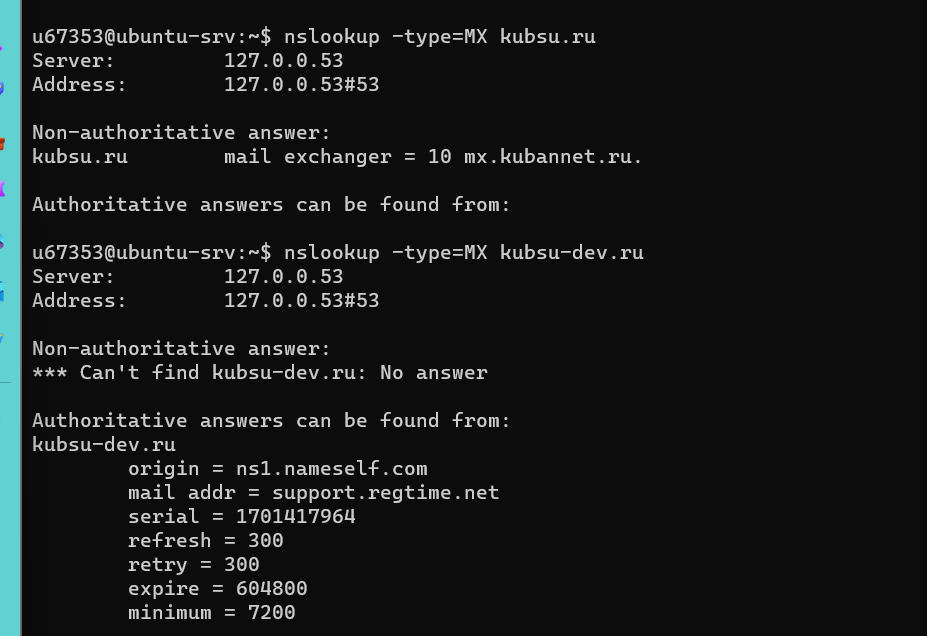 u67353@ubuntu-srv:~$ nslookup -type=MX kubsu.ru
Server:         127.0.0.53
Address:        127.0.0.53#53

Non-authoritative answer:
kubsu.ru        mail exchanger = 10 mx.kubannet.ru.

Authoritative answers can be found from:

u67353@ubuntu-srv:~$ nslookup -type=MX kubsu-dev.ru
Server:         127.0.0.53
Address:        127.0.0.53#53

Non-authoritative answer:
*** Can't find kubsu-dev.ru: No answer

Authoritative answers can be found from:
kubsu-dev.ru
        origin = ns1.nameself.com
        mail addr = support.regtime.net
        serial = 1701417964
        refresh = 300
        retry = 300
        expire = 604800
        minimum = 7200